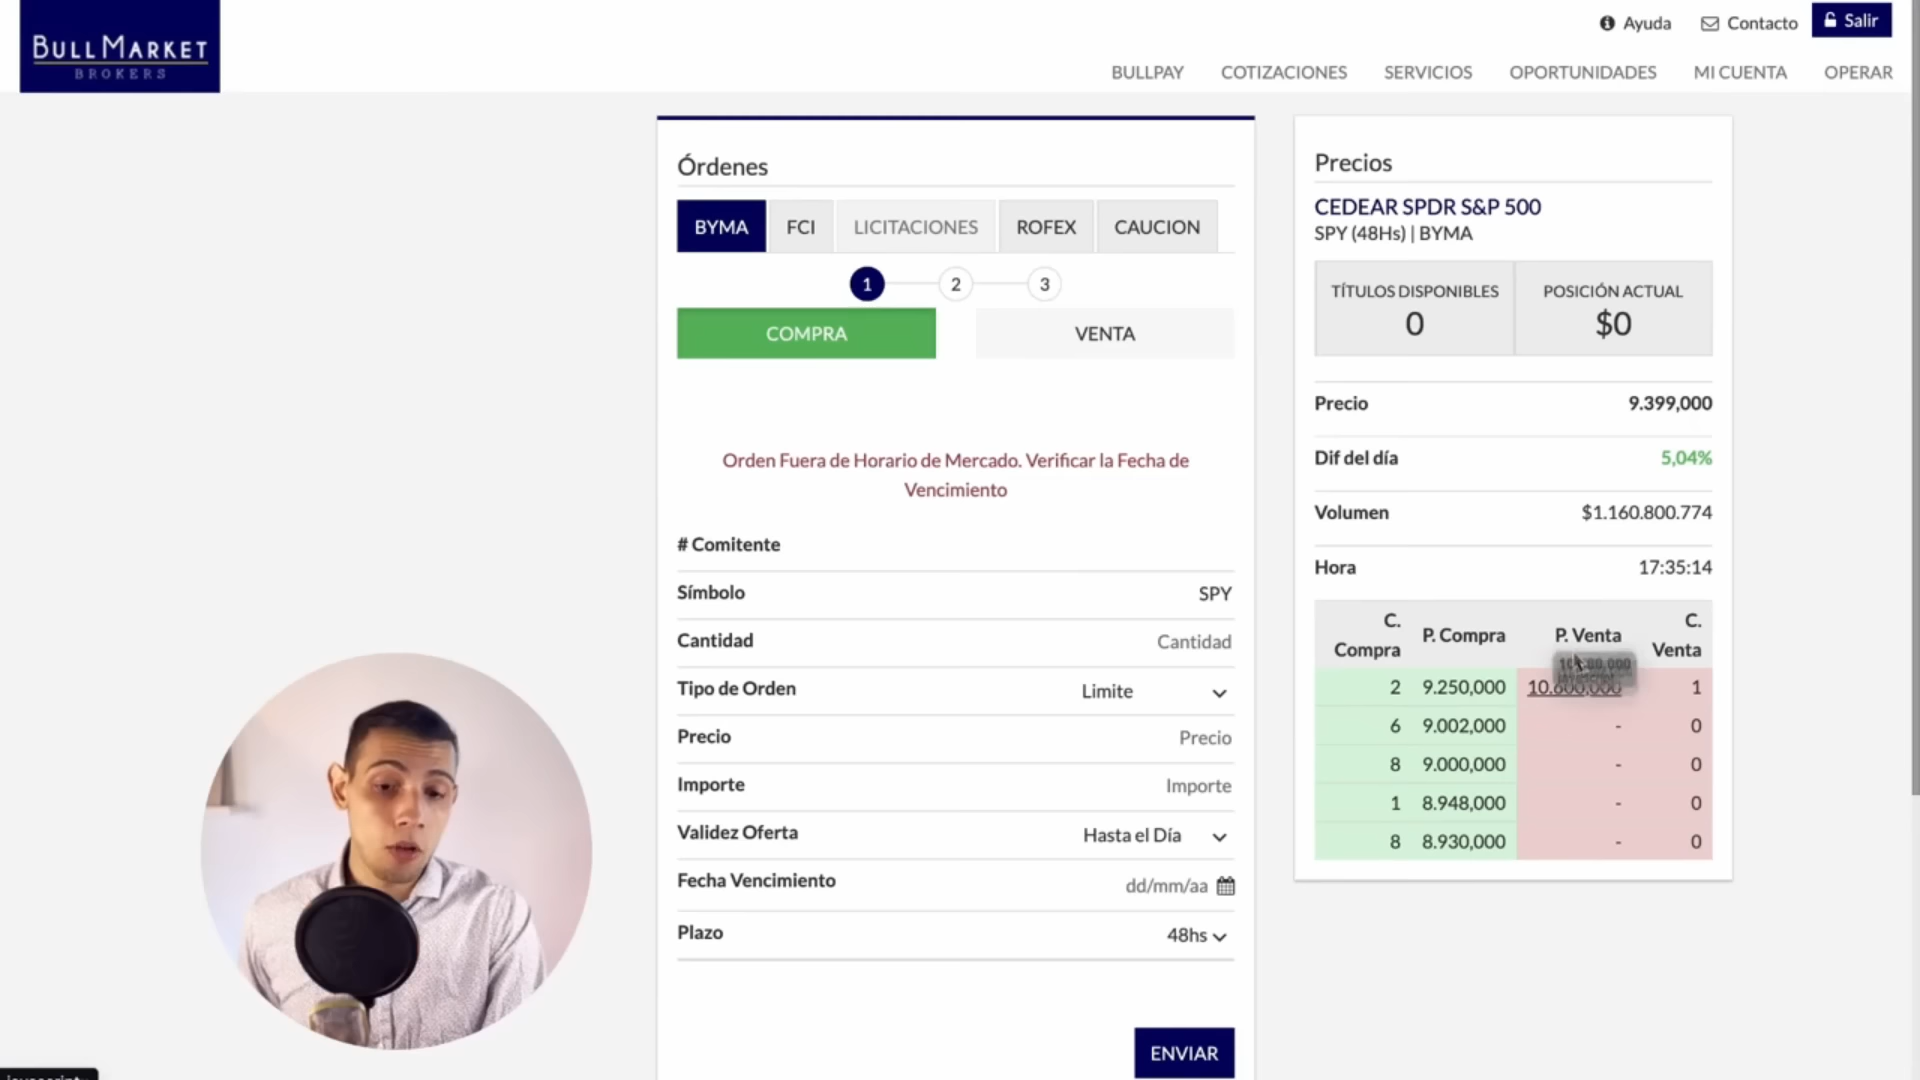 BULLMARKET
BROKERS
Ayuda
Contacto
Salir
BULLPAY
COTIZACIONES
SERVICIOS
OPORTUNIDADES
MI CUENTA
OPERAR
Órdenes
BYMA
FCI
LICITACIONES
ROFEX
CAUCION
1
2
3
COMPRA
VENTA
Orden Fuera de Horario de Mercado. Verificar la Fecha de
Vencimiento
# Comitente
Símbolo SPY
Cantidad Cantidad
Tipo de Orden Limite
Precio Precio
Importe Importe
Validez Oferta Hasta el Día
Fecha Vencimiento dd/mm/aa
Plazo 48hs
ENVIAR
Precios
CEDEAR SPDR S&P 500
SPY (48Hs) | BYMA
TÍTULOS DISPONIBLES
0
POSICIÓN ACTUAL
$0
Precio 9.399,000
Dif del día 5,04%
Volumen $1.160.800.774
Hora 17:35:14
C. Compra P. Compra P. Venta C. Venta
2 9.250,000 1
6 9.002,000 - 0
8 9.000,000 - 0
1 8.948,000 - 0
8 8.930,000 - 0